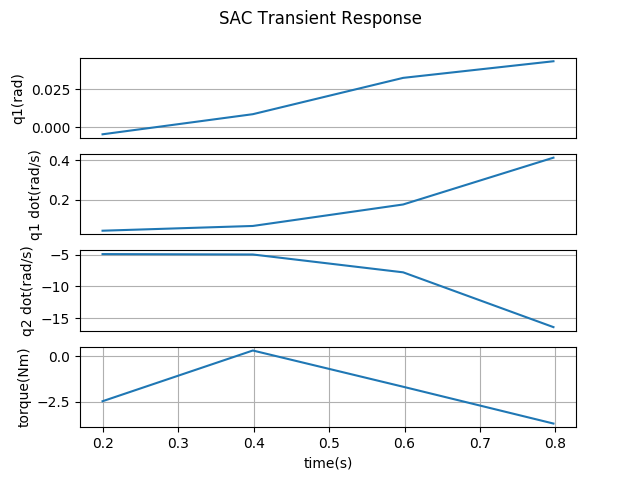 SAC Transient Response
q1(rad)
0.025
0.000
q1 dot(rad/s)
0.4
0.2
q2 dot(rad/s)
−5
−10
−15
torque(Nm)
0.0
−2.5
0.2 0.3 0.4 0.5 0.6 0.7 0.8
time(s)